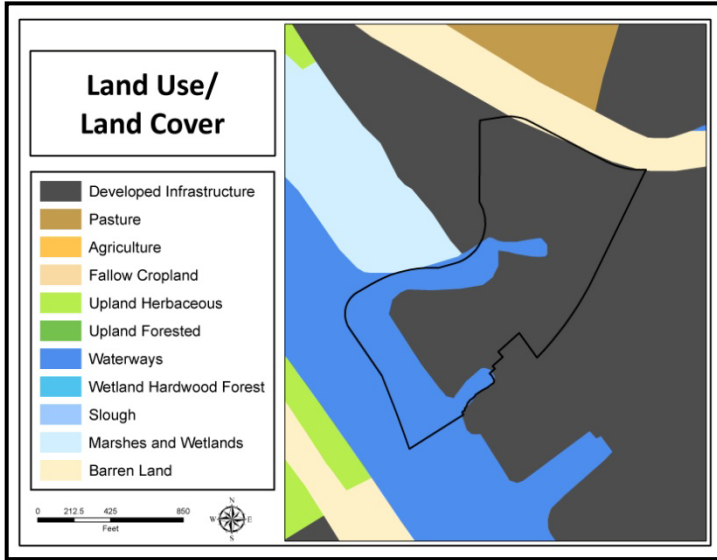 Land Use/
Land Cover
Developed Infrastructure
Pasture
Agriculture
Fallow Cropland
Upland Herbaceous
Upland Forested
Waterways
Wetland Hardwood Forest
Slough
Marshes and Wetlands
Barren Land
0 212.5 425 850
Feet
N
W E
S